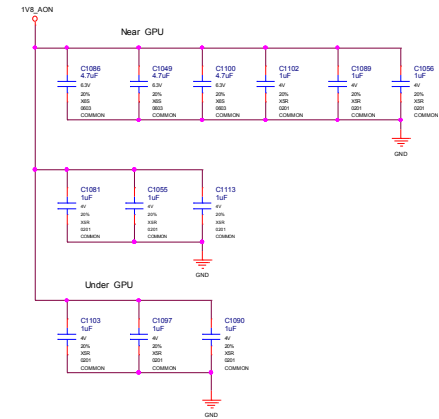 1V8_AON
Near GPU
C1086 C1049 C1100 C1102 C1089 C1056
4.7uF 4.7uF 4.7uF 1uF 1uF 1uF
6.3V 6.3V 6.3V 4V 4V 4V
20% 20% 20% 20% 20% 20%
X6S X6S X6S X5R X5R X5R
0603 0603 0603 0201 0201 0201
COMMON COMMON COMMON COMMON COMMON COMMON
GND
C1081 C1055 C1113
1uF 1uF 1uF
4V 4V 4V
20% 20% 20%
X5R X5R X5R
0201 0201 0201
COMMON COMMON COMMON
GND
Under GPU
C1103 C1097 C1090
1uF 1uF 1uF
4V 4V 4V
20% 20% 20%
X5R X5R X5R
0201 0201 0201
COMMON COMMON COMMON
GND